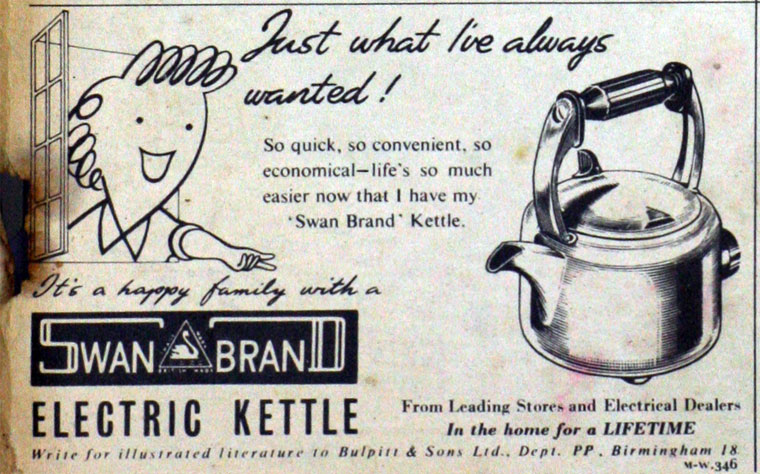 Just what I've always
wanted!
So quick, so convenient, so
economical—life's so much
easier now that I have my
'Swan Brand' Kettle.
It's a happy family with a
SWAN BRAND
ELECTRIC KETTLE
From Leading Stores and Electrical Dealers
In the home for a LIFETIME
Write for illustrated literature to Bulpitt & Sons Ltd., Dept. PP, Birmingham 18
M-W.346